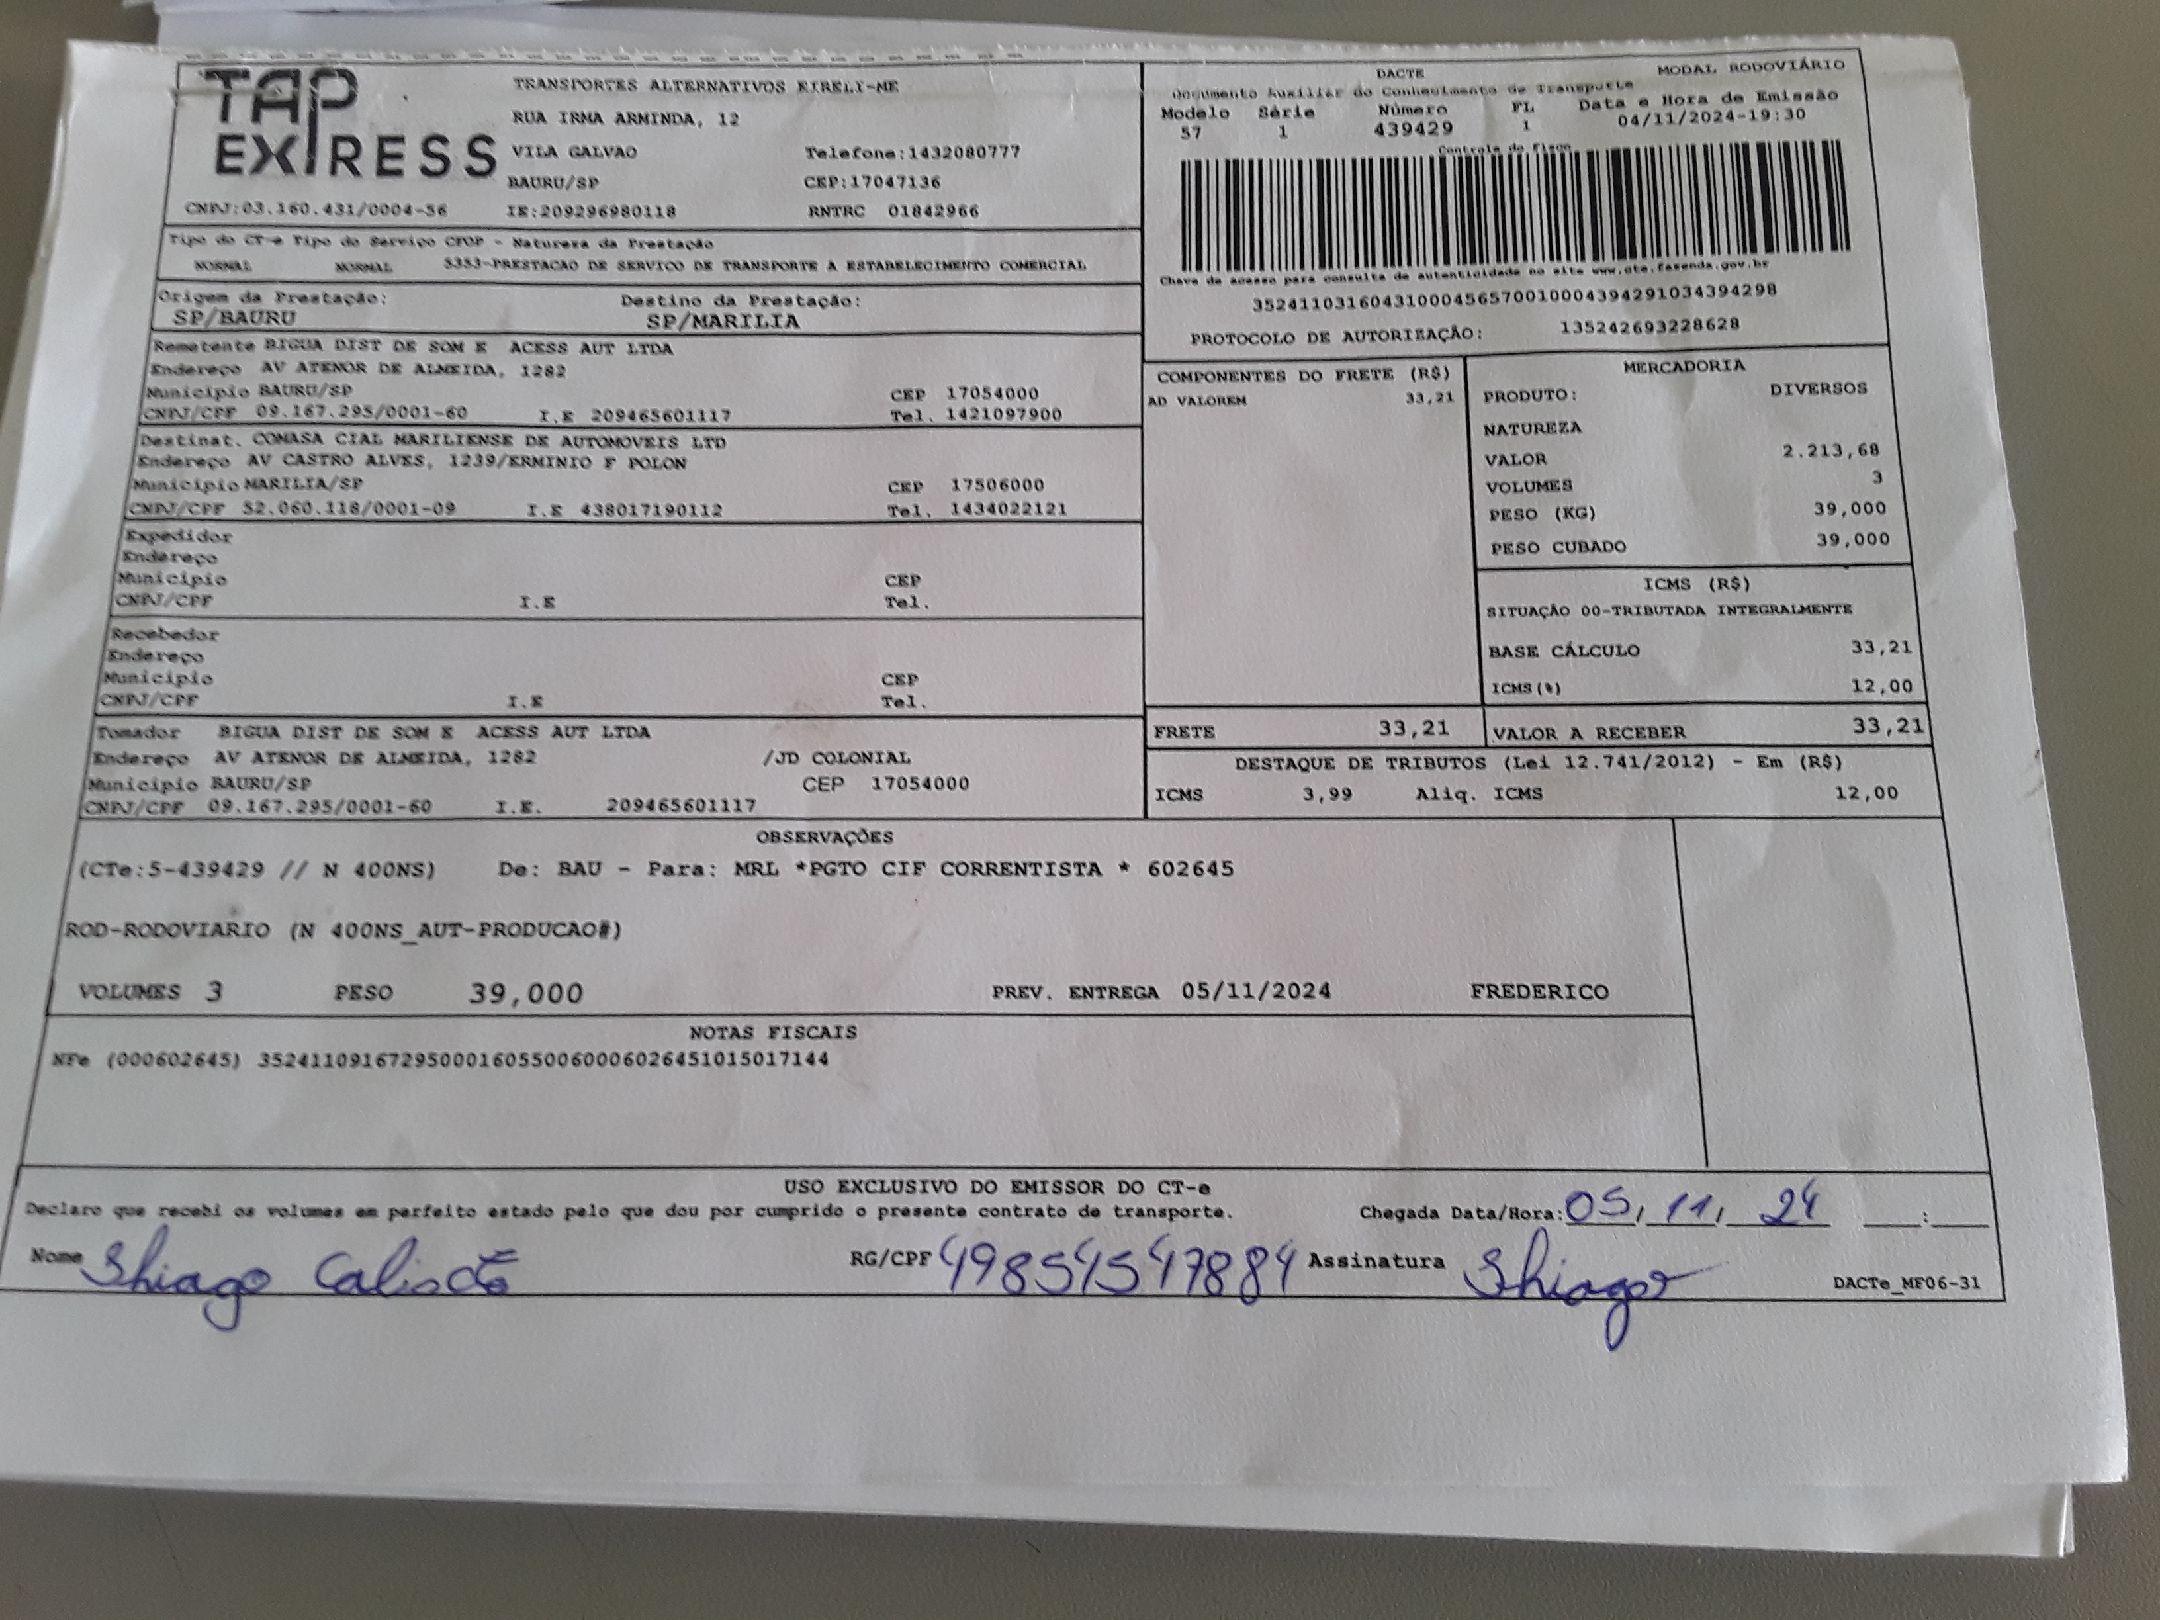 TAP EXPRESS
TRANSPORTES ALTERNATIVOS EIRELI-ME
RUA IRMA ARMINDA, 12
VILA GALVAO Telefone:1432080777
BAURU/SP CEP:17047136
CNPJ:03.160.431/0004-56 IE:209296980118 RNTRC 01842966
DACTE MODAL RODOVIÁRIO
Documento Auxiliar do Conhecimento de Transporte
Modelo Série Número FL Data e Hora de Emissão
57 1 439429 1 04/11/2024-19:30
Controle do Fisco
Chave de acesso para consulta de autenticidade no site www.cte.fazenda.gov.br
35241103160431000456570010004394291034394298
PROTOCOLO DE AUTORIZAÇÃO: 135242693228628
Tipo do CT-e Tipo do Serviço CFOP - Natureza da Prestação
NORMAL NORMAL 5353-PRESTACAO DE SERVICO DE TRANSPORTE A ESTABELECIMENTO COMERCIAL
Origem da Prestação: Destino da Prestação:
SP/BAURU SP/MARILIA
Remetente BIGUA DIST DE SOM E ACESS AUT LTDA
Endereço AV ATENOR DE ALMEIDA, 1282
Município BAURU/SP CEP 17054000
CNPJ/CPF 09.167.295/0001-60 I.E 209465601117 Tel. 1421097900
Destinat. COMASA CIAL MARILIENSE DE AUTOMOVEIS LTD
Endereço AV CASTRO ALVES, 1239/ERMINIO F POLON
Município MARILIA/SP CEP 17506000
CNPJ/CPF 52.060.118/0001-09 I.E 438017190112 Tel. 1434022121
Expedidor
Endereço
Município CEP
CNPJ/CPF I.E Tel.
Recebedor
Endereço
Município CEP
CNPJ/CPF I.E Tel.
Tomador BIGUA DIST DE SOM E ACESS AUT LTDA
Endereço AV ATENOR DE ALMEIDA, 1282 /JD COLONIAL
Município BAURU/SP CEP 17054000
CNPJ/CPF 09.167.295/0001-60 I.E. 209465601117
COMPONENTES DO FRETE (R$)
AD VALOREM 33,21
MERCADORIA
PRODUTO: DIVERSOS
NATUREZA
VALOR 2.213,68
VOLUMES 3
PESO (KG) 39,000
PESO CUBADO 39,000
ICMS (R$)
SITUAÇÃO 00-TRIBUTADA INTEGRALMENTE
BASE CÁLCULO 33,21
ICMS(%) 12,00
FRETE 33,21 VALOR A RECEBER 33,21
DESTAQUE DE TRIBUTOS (Lei 12.741/2012) - Em (R$)
ICMS 3,99 Aliq. ICMS 12,00
OBSERVAÇÕES
(CTe:5-439429 // N 400NS) De: BAU - Para: MRL *PGTO CIF CORRENTISTA * 602645
ROD-RODOVIARIO (N 400NS_AUT-PRODUCAO#)
VOLUMES 3 PESO 39,000 PREV. ENTREGA 05/11/2024 FREDERICO
NOTAS FISCAIS
NFe (000602645) 35241109167295000160550060006026451015017144
USO EXCLUSIVO DO EMISSOR DO CT-e
Declaro que recebi os volumes em perfeito estado pelo que dou por cumprido o presente contrato de transporte. Chegada Data/Hora: 05/11/24 __:__
Nome Thiago Calisto RG/CPF 49854547884 Assinatura Thiago
DACTe_MF06-31